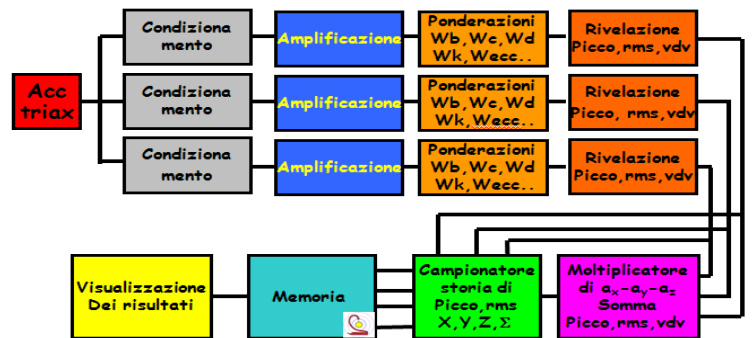 Acc
triax
Condiziona
mento
Amplificazione
Ponderazioni
Wb,Wc,Wd
Wk,Wecc..
Rivelazione
Picco,rms,vdv
Condiziona
mento
Amplificazione
Ponderazioni
Wb,Wc,Wd
Wk,Wecc..
Rivelazione
Picco, rms,vdv
Condiziona
mento
Amplificazione
Ponderazioni
Wb,Wc,Wd
Wk,Wecc..
Rivelazione
Picco,rms,vdv
Visualizzazione
Dei risultati
Memoria
Campionatore
storia di
Picco,rms
X,Y,Z,Σ
Moltiplicatore
di ax-ay-az
Somma
Picco,rms,vdv